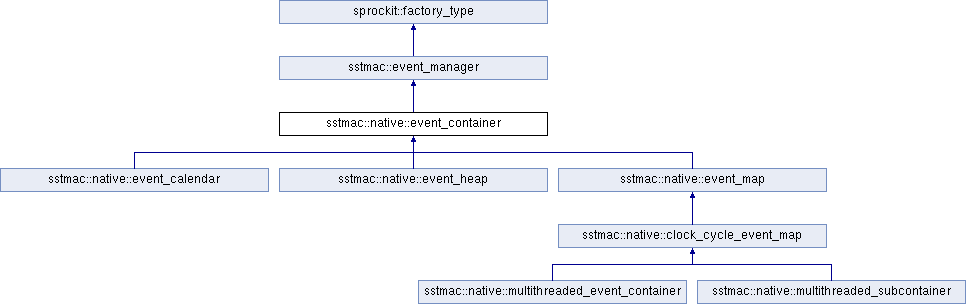 sprockit::factory_type
sstmac::event_manager
sstmac::native::event_container
sstmac::native::event_calendar
sstmac::native::event_heap
sstmac::native::event_map
sstmac::native::clock_cycle_event_map
sstmac::native::multithreaded_event_container
sstmac::native::multithreaded_subcontainer